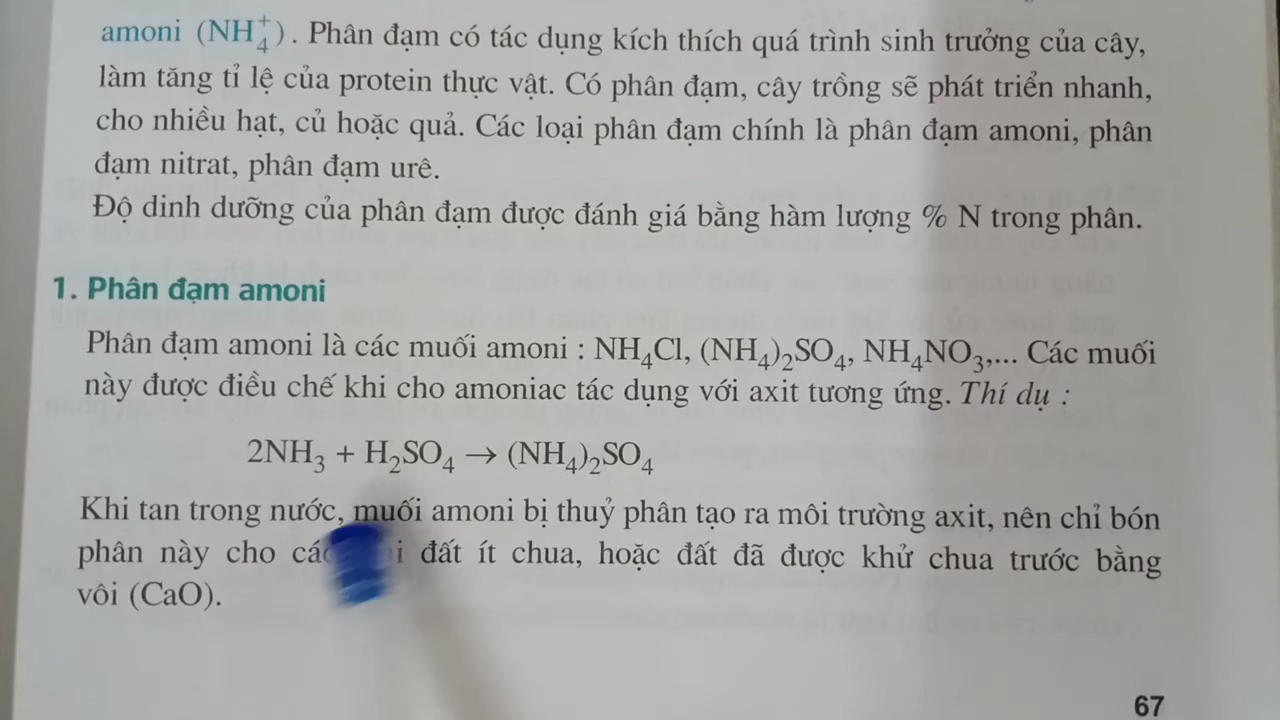 amoni (NH₄⁺). Phân đạm có tác dụng kích thích quá trình sinh trưởng của cây,
làm tăng tỉ lệ của protein thực vật. Có phân đạm, cây trồng sẽ phát triển nhanh,
cho nhiều hạt, củ hoặc quả. Các loại phân đạm chính là phân đạm amoni, phân
đạm nitrat, phân đạm urê.
Độ dinh dưỡng của phân đạm được đánh giá bằng hàm lượng % N trong phân.
1. Phân đạm amoni
Phân đạm amoni là các muối amoni : NH₄Cl, (NH₄)₂SO₄, NH₄NO₃,... Các muối
này được điều chế khi cho amoniac tác dụng với axit tương ứng. Thí dụ :
2NH₃ + H₂SO₄ → (NH₄)₂SO₄
Khi tan trong nước, muối amoni bị thuỷ phân tạo ra môi trường axit, nên chỉ bón
phân này cho đất ít chua, hoặc đất đã được khử chua trước bằng
vôi (CaO).
67